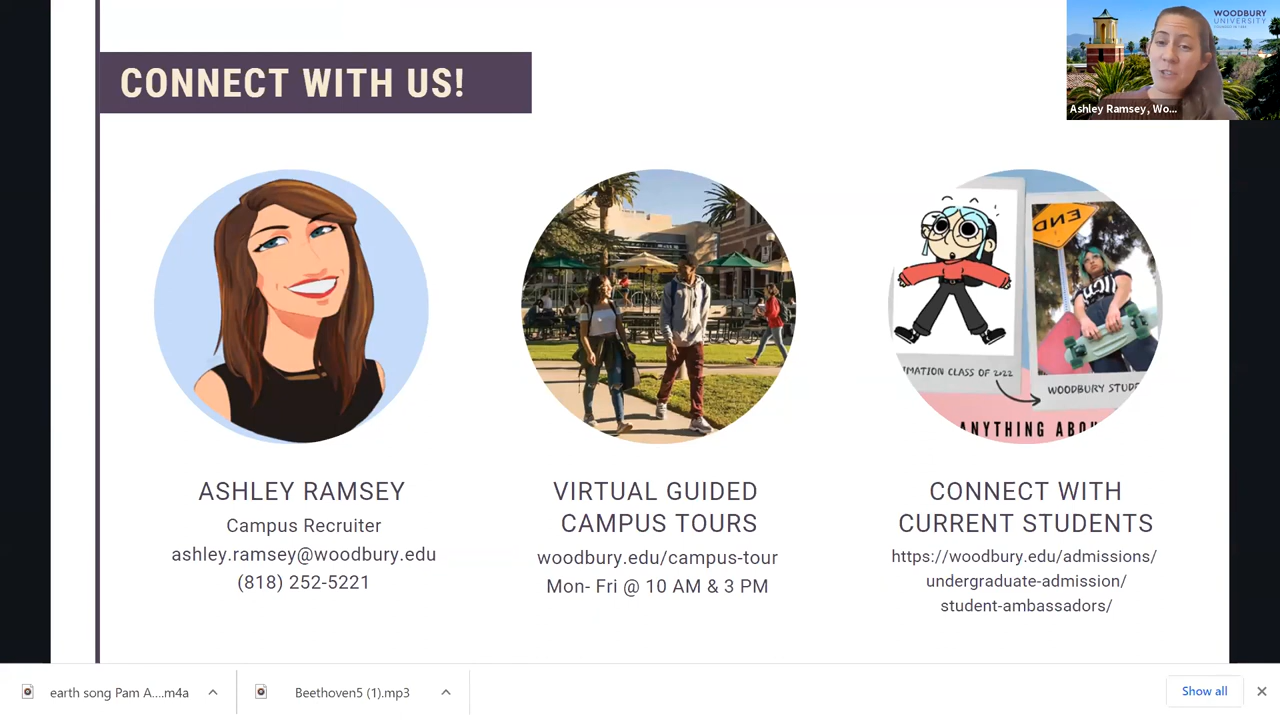 CONNECT WITH US!
WOODBURY
UNIVERSITY
Ashley Ramsey, Wo...
END
IMATION CLASS OF 2022
WOODBURY STUDE
ANYTHING ABOU
ASHLEY RAMSEY
Campus Recruiter
ashley.ramsey@woodbury.edu
(818) 252-5221
VIRTUAL GUIDED
CAMPUS TOURS
woodbury.edu/campus-tour
Mon- Fri @ 10 AM & 3 PM
CONNECT WITH
CURRENT STUDENTS
https://woodbury.edu/admissions/
undergraduate-admission/
student-ambassadors/
earth song Pam A....m4a
Beethoven5 (1).mp3
Show all